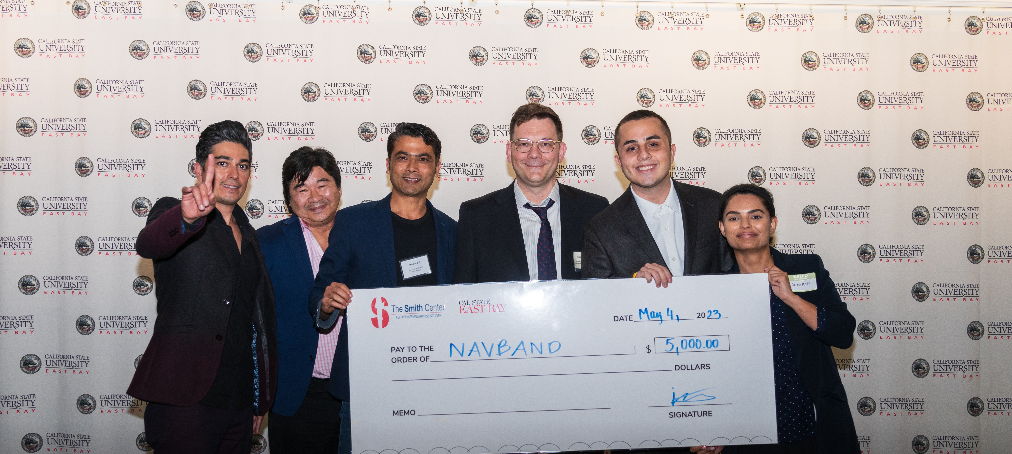 CALIFORNIA STATE
UNIVERSITY
EAST BAY
The Smith Center
CAL STATE
EAST BAY
DATE May 4, 2023
PAY TO THE
ORDER OF NAVBAND $ 5,000.00
DOLLARS
MEMO
SIGNATURE